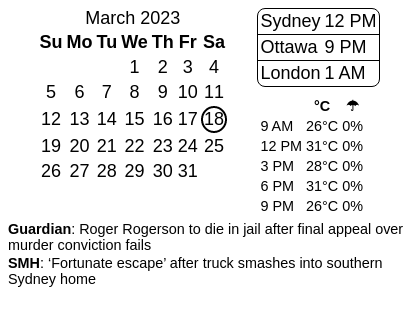 March 2023
Su Mo Tu We Th Fr Sa
1 2 3 4
5 6 7 8 9 10 11
12 13 14 15 16 17 18
19 20 21 22 23 24 25
26 27 28 29 30 31
Sydney 12 PM
Ottawa 9 PM
London 1 AM
°C ☂
9 AM 26°C 0%
12 PM 31°C 0%
3 PM 28°C 0%
6 PM 31°C 0%
9 PM 26°C 0%
Guardian: Roger Rogerson to die in jail after final appeal over
murder conviction fails
SMH: ‘Fortunate escape’ after truck smashes into southern
Sydney home